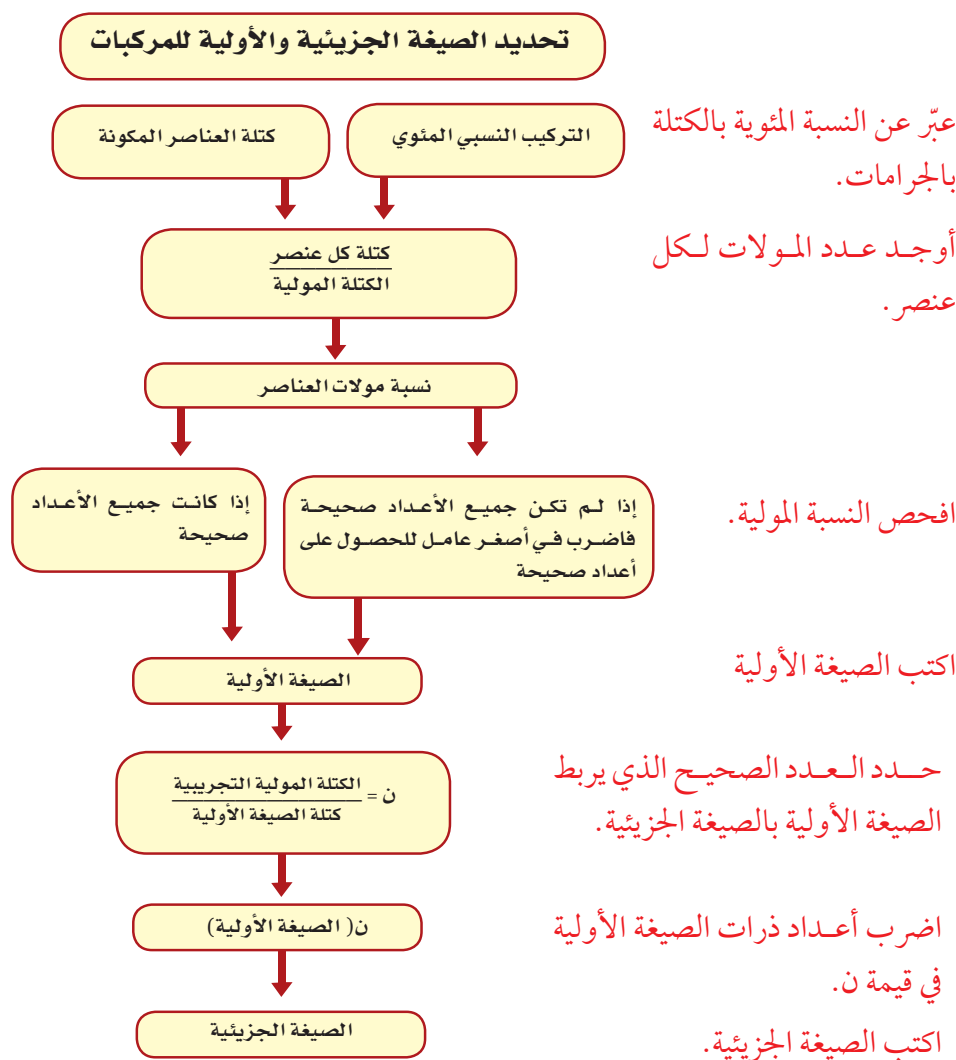 تحديد الصيغة الجزيئية والأولية للمركبات
عبّر عن النسبة المئوية بالكتلة
بالجرامات.
التركيب النسبي المئوي
كتلة العناصر المكونة
أوجد عدد المولات لكل
عنصر.
كتلة كل عنصر
الكتلة المولية
نسبة مولات العناصر
افحص النسبة المولية.
إذا لم تكن جميع الأعداد صحيحة
فاضرب في أصغر عامل للحصول على
أعداد صحيحة
إذا كانت جميع الأعداد
صحيحة
اكتب الصيغة الأولية
الصيغة الأولية
حدد العدد الصحيح الذي يربط
الصيغة الأولية بالصيغة الجزيئية.
ن = الكتلة المولية التجريبية
كتلة الصيغة الأولية
اضرب أعداد ذرات الصيغة الأولية
في قيمة ن.
ن( الصيغة الأولية)
اكتب الصيغة الجزيئية.
الصيغة الجزيئية